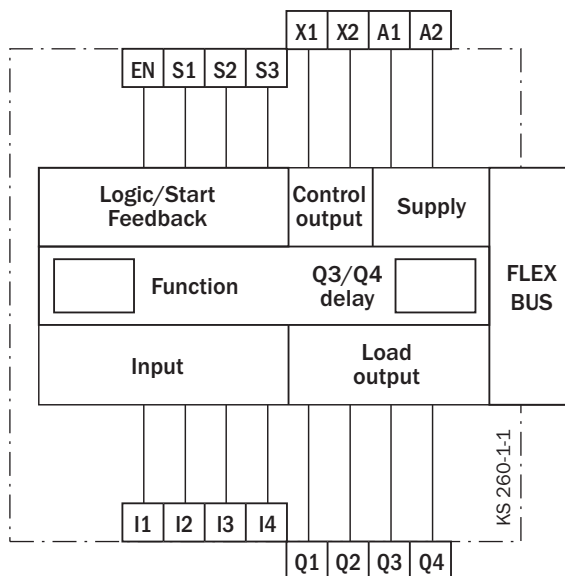 X1 X2 A1 A2
EN S1 S2 S3
Logic/Start
Feedback
Control
output
Supply
Function
Q3/Q4
delay
FLEX
BUS
Input
Load
output
KS 260-1-1
I1 I2 I3 I4
Q1 Q2 Q3 Q4